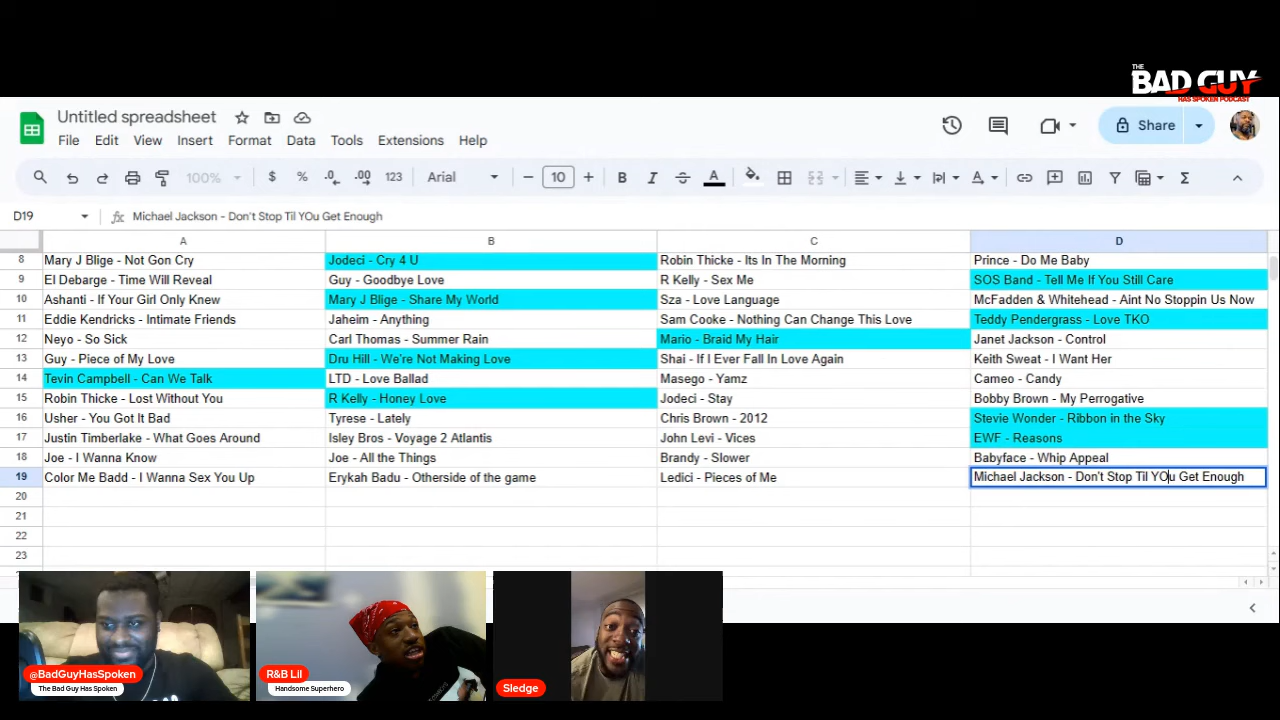 THE
BAD GUY
HAS SPOKEN PODCAST
Untitled spreadsheet
File Edit View Insert Format Data Tools Extensions Help
Share
100% $ % .0 .00 123 Arial 10 B I A
D19 fx Michael Jackson - Don't Stop Til YOu Get Enough
A B C D
8 Mary J Blige - Not Gon Cry Jodeci - Cry 4 U Robin Thicke - Its In The Morning Prince - Do Me Baby
9 El Debarge - Time Will Reveal Guy - Goodbye Love R Kelly - Sex Me SOS Band - Tell Me If You Still Care
10 Ashanti - If Your Girl Only Knew Mary J Blige - Share My World Sza - Love Language McFadden & Whitehead - Aint No Stoppin Us Now
11 Eddie Kendricks - Intimate Friends Jaheim - Anything Sam Cooke - Nothing Can Change This Love Teddy Pendergrass - Love TKO
12 Neyo - So Sick Carl Thomas - Summer Rain Mario - Braid My Hair Janet Jackson - Control
13 Guy - Piece of My Love Dru Hill - We're Not Making Love Shai - If I Ever Fall In Love Again Keith Sweat - I Want Her
14 Tevin Campbell - Can We Talk LTD - Love Ballad Masego - Yamz Cameo - Candy
15 Robin Thicke - Lost Without You R Kelly - Honey Love Jodeci - Stay Bobby Brown - My Perrogative
16 Usher - You Got It Bad Tyrese - Lately Chris Brown - 2012 Stevie Wonder - Ribbon in the Sky
17 Justin Timberlake - What Goes Around Isley Bros - Voyage 2 Atlantis John Levi - Vices EWF - Reasons
18 Joe - I Wanna Know Joe - All the Things Brandy - Slower Babyface - Whip Appeal
19 Color Me Badd - I Wanna Sex You Up Erykah Badu - Otherside of the game Ledici - Pieces of Me Michael Jackson - Don't Stop Til YOu Get Enough
20
21
22
23
@BadGuyHasSpoken
The Bad Guy Has Spoken
R&B Lil
Handsome Superhero
Sledge